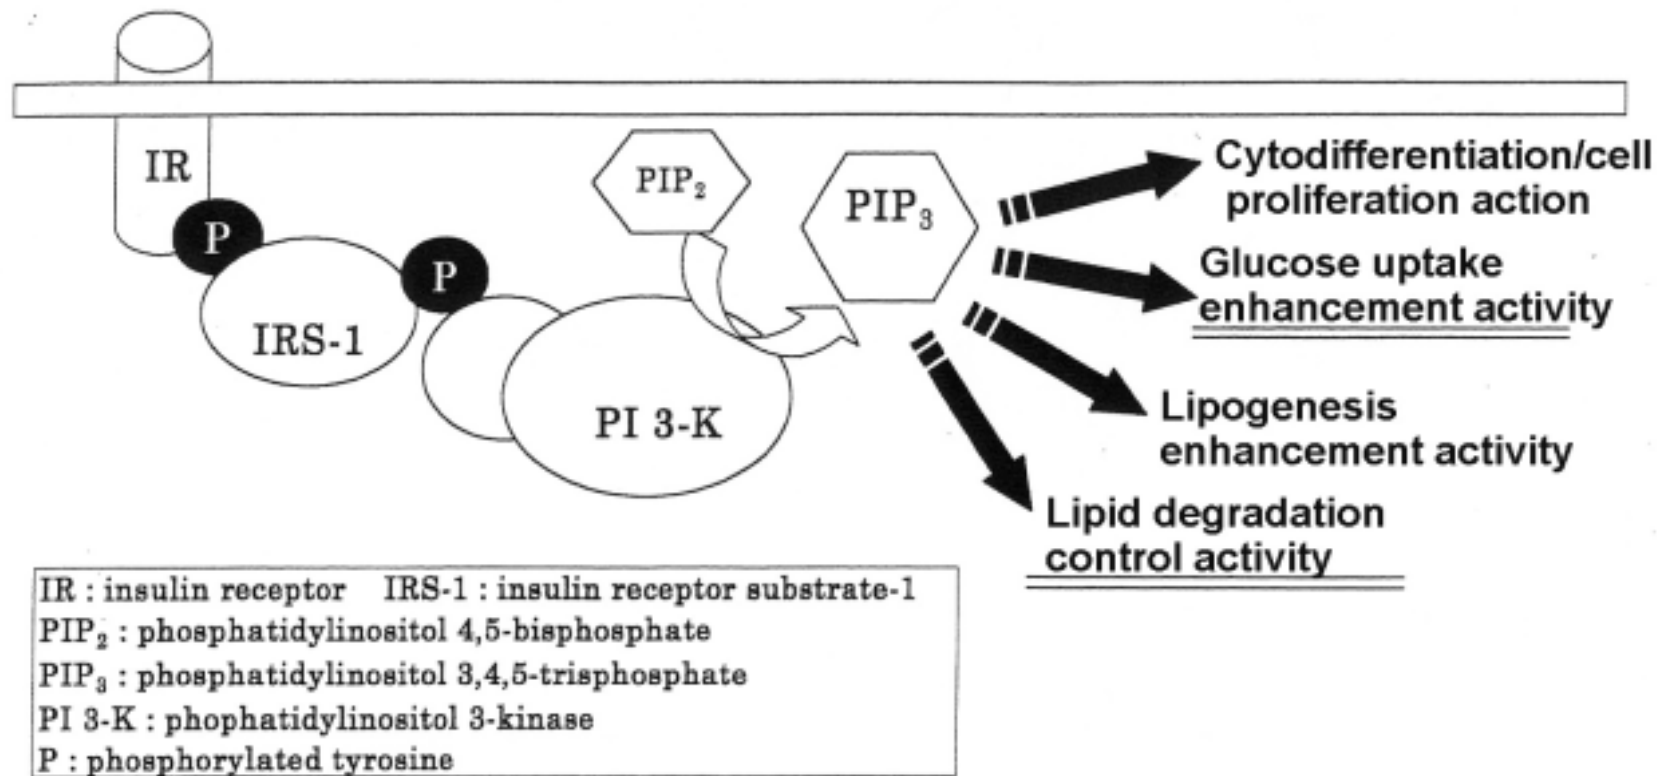 IR
P
IRS-1
P
PI 3-K
PIP₂
PIP₃
Cytodifferentiation/cell
proliferation action
Glucose uptake
enhancement activity
Lipogenesis
enhancement activity
Lipid degradation
control activity
IR : insulin receptor IRS-1 : insulin receptor substrate-1
PIP₂ : phosphatidylinositol 4,5-bisphosphate
PIP₃ : phosphatidylinositol 3,4,5-trisphosphate
PI 3-K : phophatidylinositol 3-kinase
P : phosphorylated tyrosine